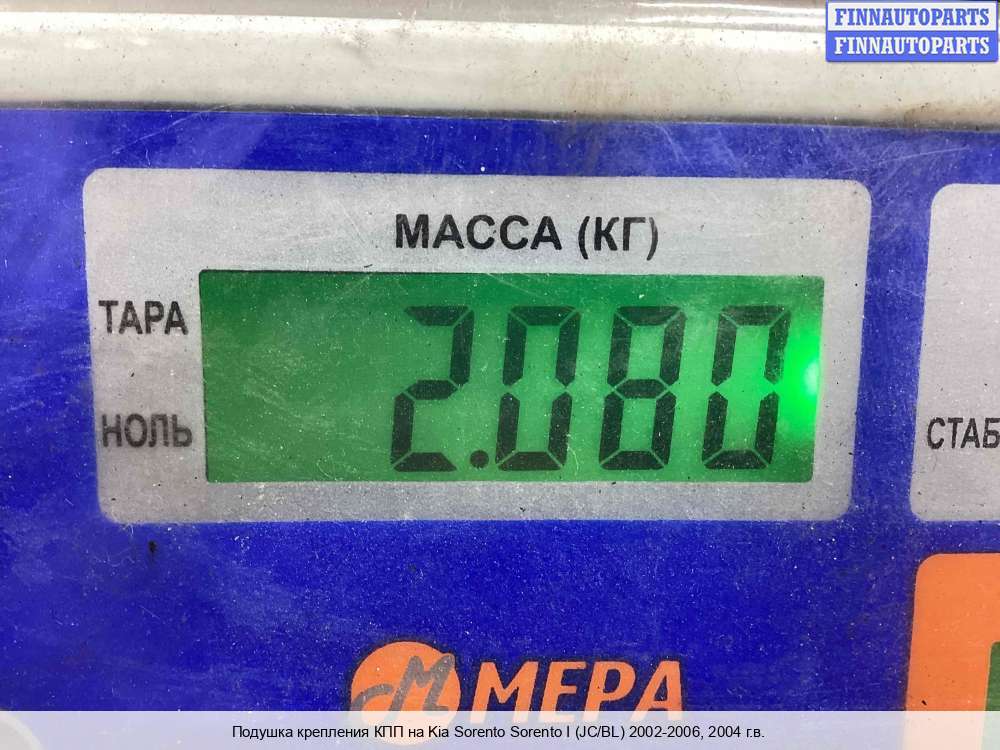 FINNAUTOPARTS
FINNAUTOPARTS
МАССА (КГ)
ТАРА
2.080
НОЛЬ
СТАБ
МЕРА
Подушка крепления КПП на Kia Sorento Sorento I (JC/BL) 2002-2006, 2004 г.в.